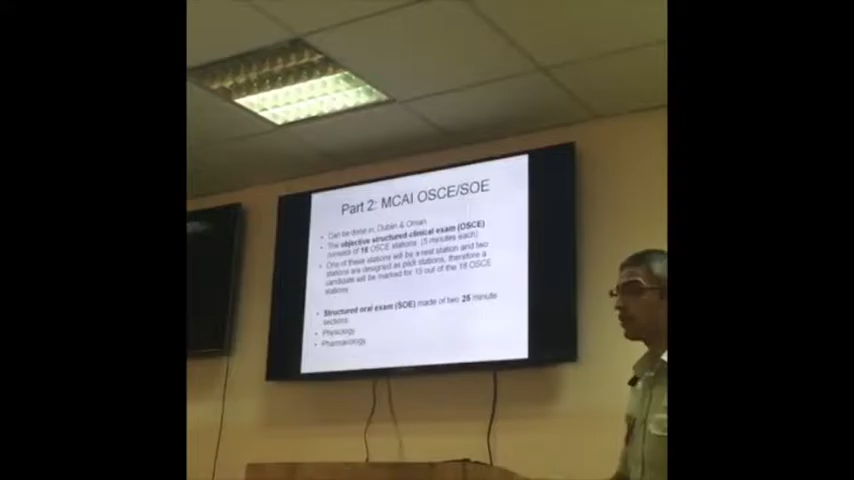 Part 2: MCAI OSCE/SOE
• Can be done in, Dublin & Oman
• The objective structured clinical exam (OSCE)
consist of 18 OSCE stations (5 minutes each)
• One of these stations will be a rest station and two
stations are designed as pilot stations, therefore a
candidate will be marked for 15 out of the 18 OSCE
stations.
• Structured oral exam (SOE) made of two 25 minute
sections
• Physiology
• Pharmacology